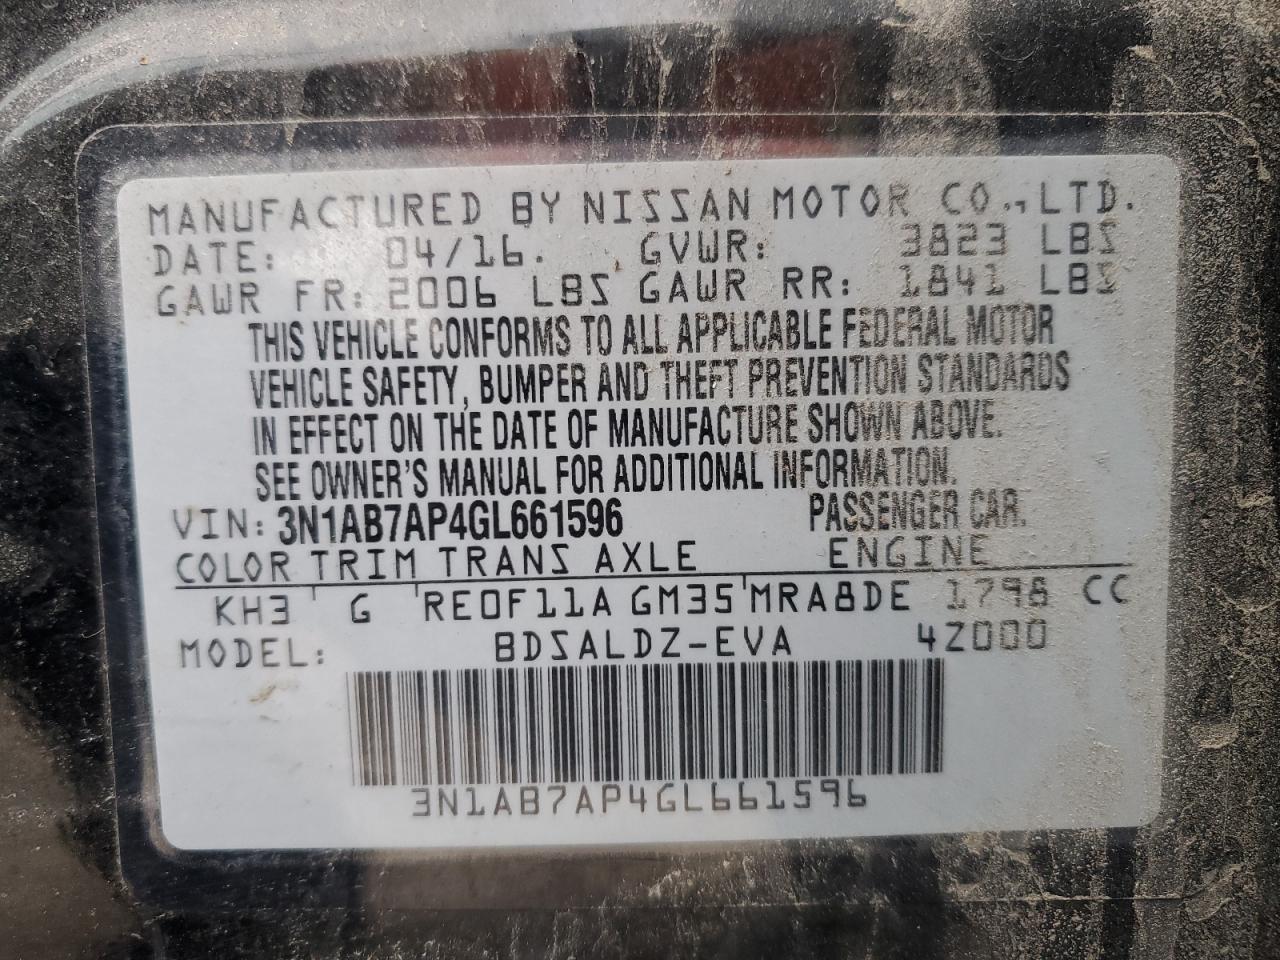 MANUFACTURED BY NISSAN MOTOR CO.,LTD.
DATE: 04/16. GVWR: 3823 LBS
GAWR FR: 2006 LBS GAWR RR: 1841 LBS
THIS VEHICLE CONFORMS TO ALL APPLICABLE FEDERAL MOTOR
VEHICLE SAFETY, BUMPER AND THEFT PREVENTION STANDARDS
IN EFFECT ON THE DATE OF MANUFACTURE SHOWN ABOVE.
SEE OWNER'S MANUAL FOR ADDITIONAL INFORMATION.
VIN: 3N1AB7AP4GL661596 PASSENGER CAR.
COLOR TRIM TRANS AXLE ENGINE
KH3 ' G ' RE0F11A GM35 ' MRA8DE 1798 CC
MODEL: BDSALDZ-EVA 42000
3N1AB7AP4GL661596